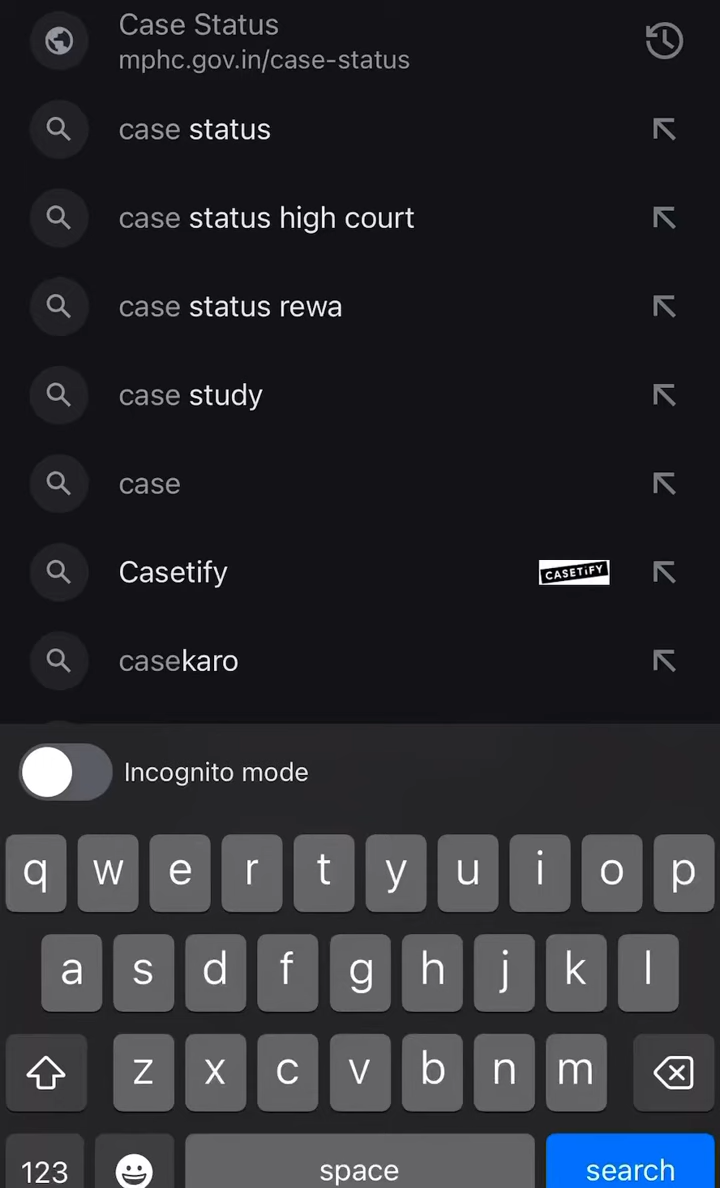 Case Status
mphc.gov.in/case-status
case status
case status high court
case status rewa
case study
case
Casetify
CASETiFY
casekaro
Incognito mode
q w e r t y u i o p
a s d f g h j k l
z x c v b n m
123 space search